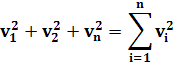 v₁² + v₂² + vₙ² = ∑ᵢ₌₁ⁿ vᵢ²